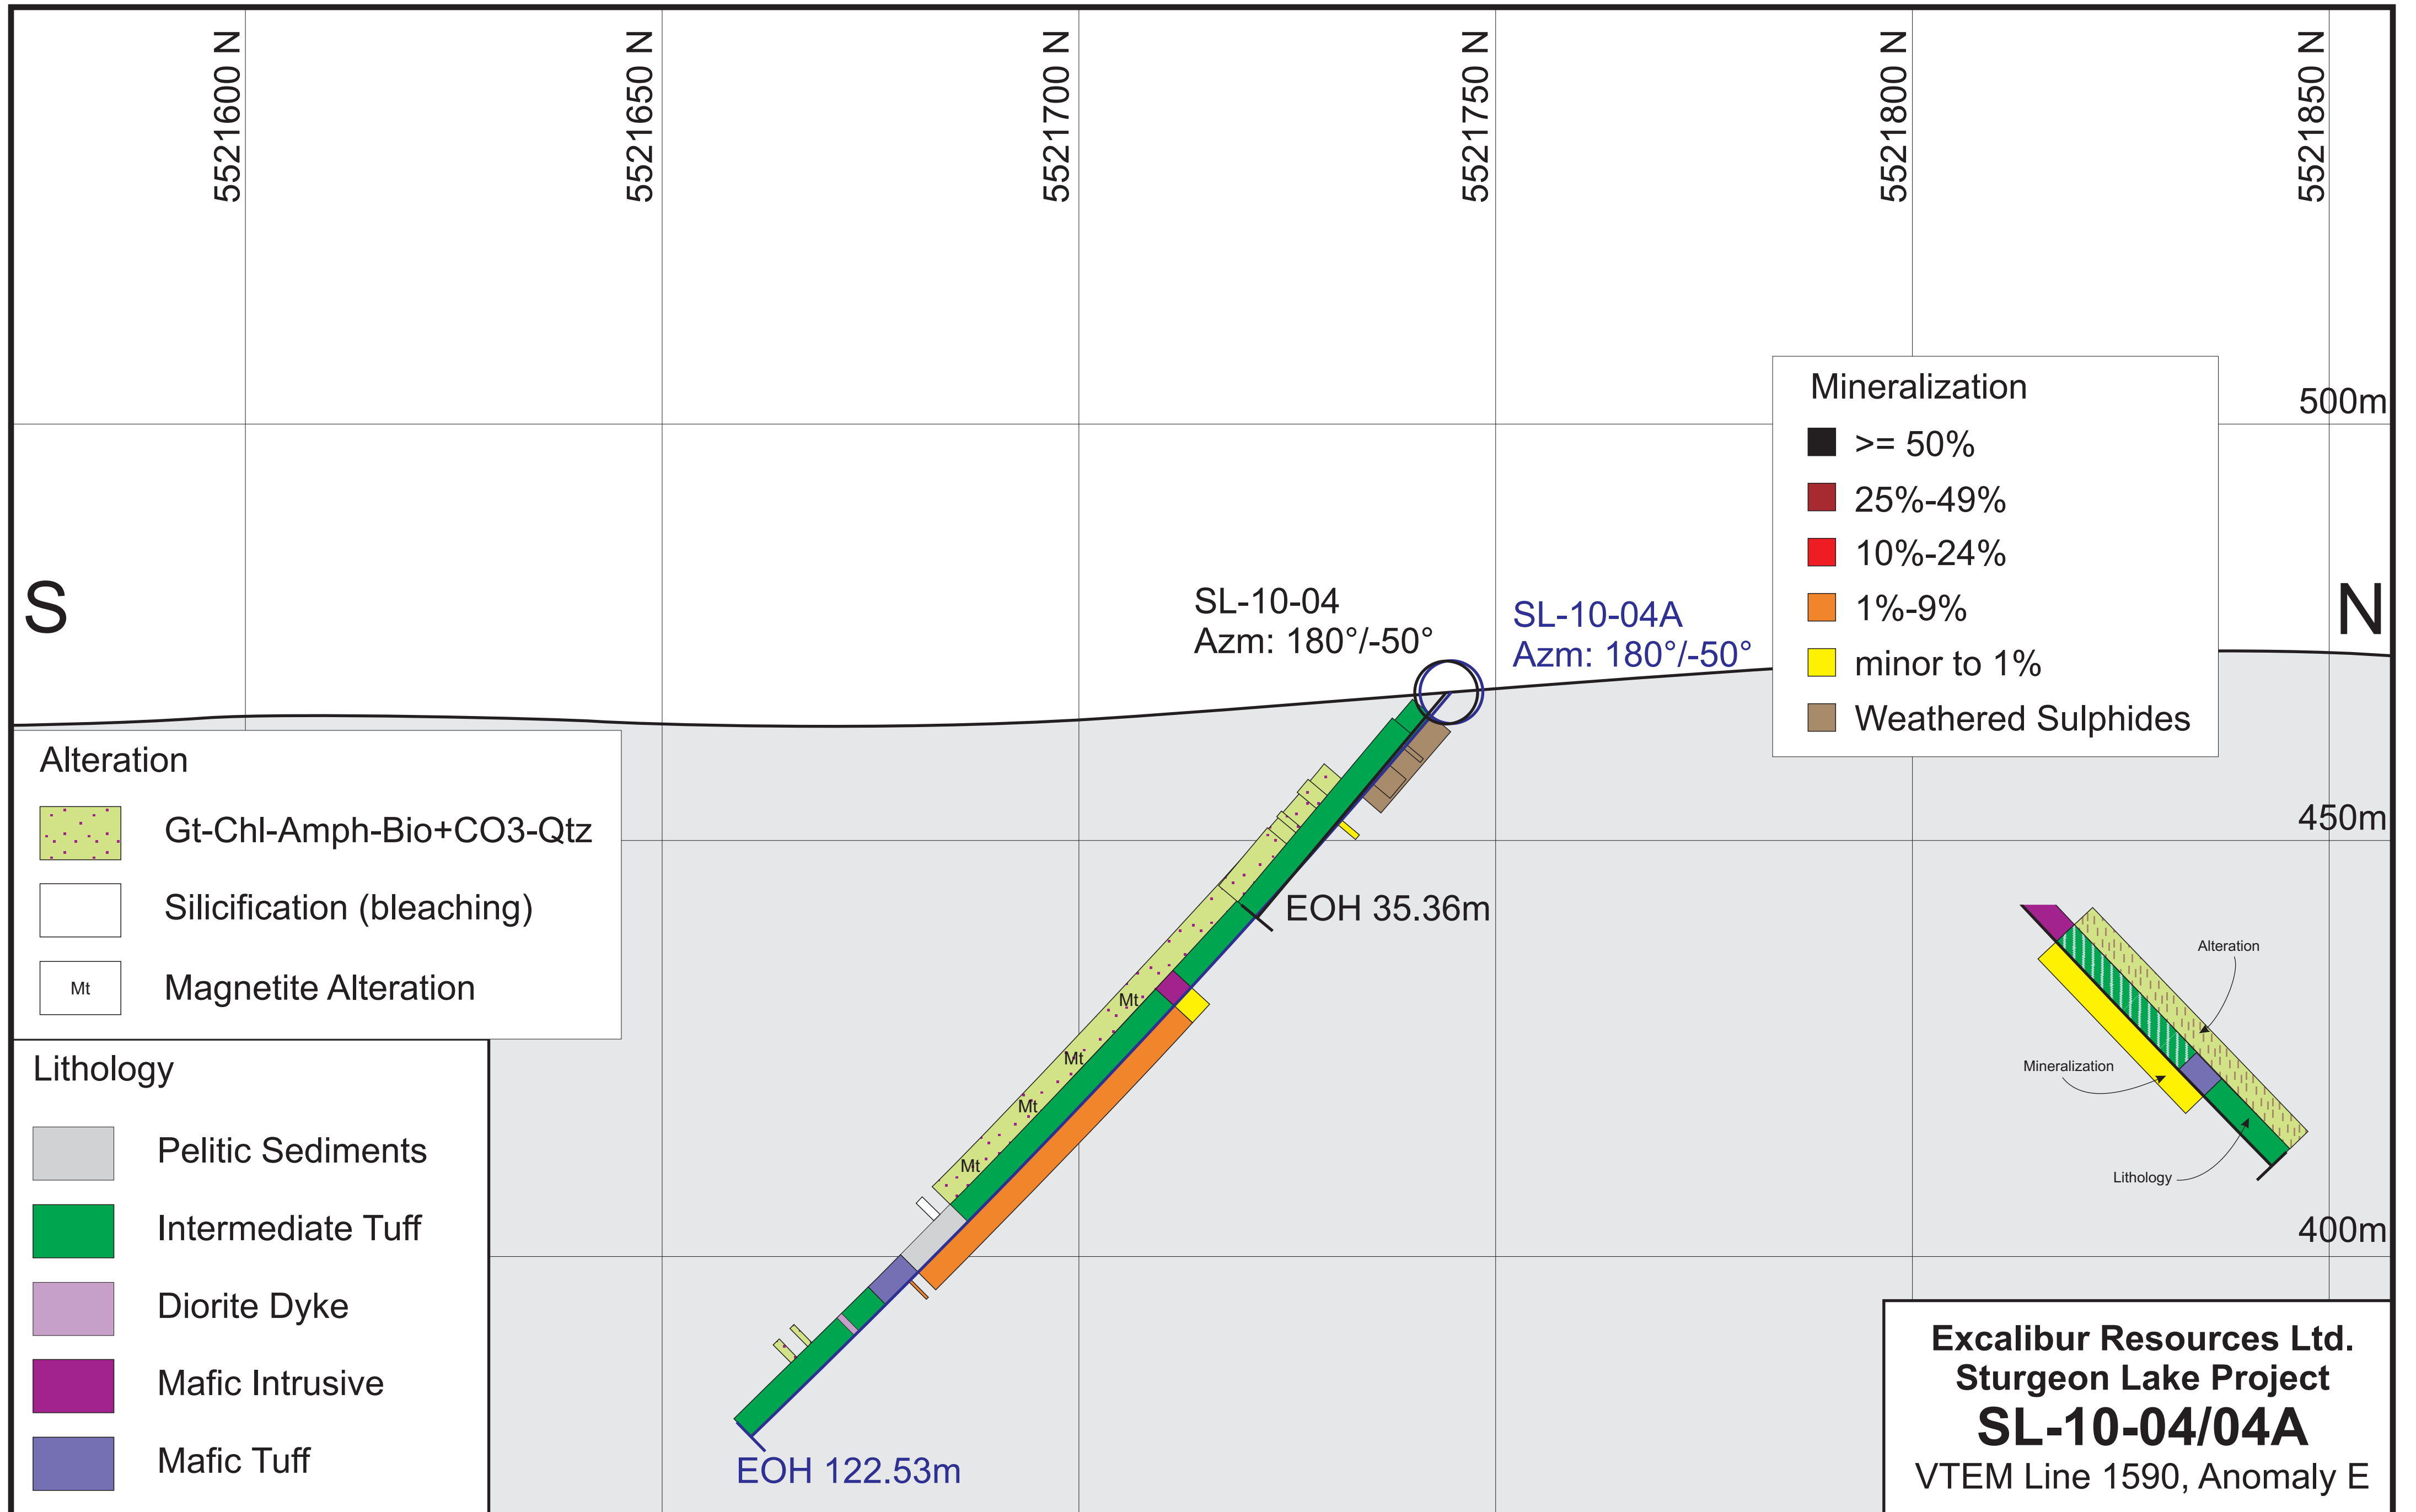 5521600 N
5521650 N
5521700 N
5521750 N
5521800 N
5521850 N
500m
450m
400m
S
N
SL-10-04
Azm: 180°/-50°
SL-10-04A
Azm: 180°/-50°
Mineralization
>= 50%
25%-49%
10%-24%
1%-9%
minor to 1%
Weathered Sulphides
Alteration
Gt-Chl-Amph-Bio+CO3-Qtz
Silicification (bleaching)
Mt Magnetite Alteration
Lithology
Pelitic Sediments
Intermediate Tuff
Diorite Dyke
Mafic Intrusive
Mafic Tuff
EOH 35.36m
Mt
Mt
Mt
Mt
EOH 122.53m
Alteration
Mineralization
Lithology
Excalibur Resources Ltd.
Sturgeon Lake Project
SL-10-04/04A
VTEM Line 1590, Anomaly E